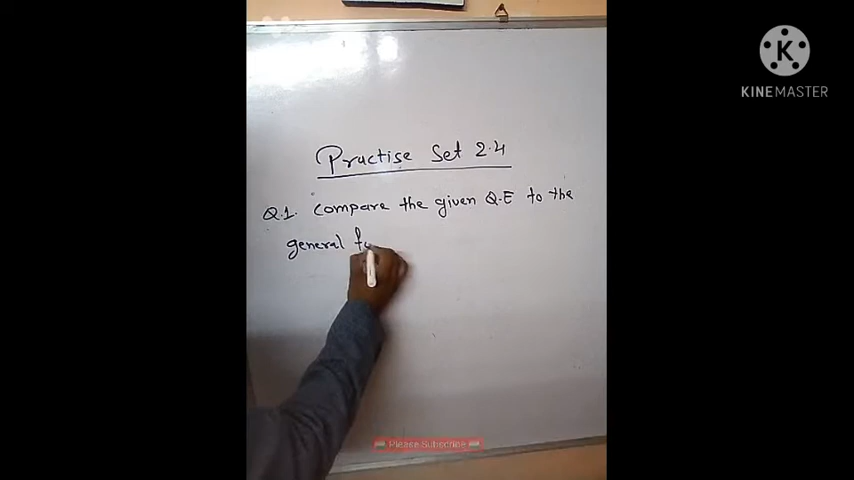 KINEMASTER
Practise Set 2.4
Q.1. Compare the given Q.E to the
general
Please Subscribe